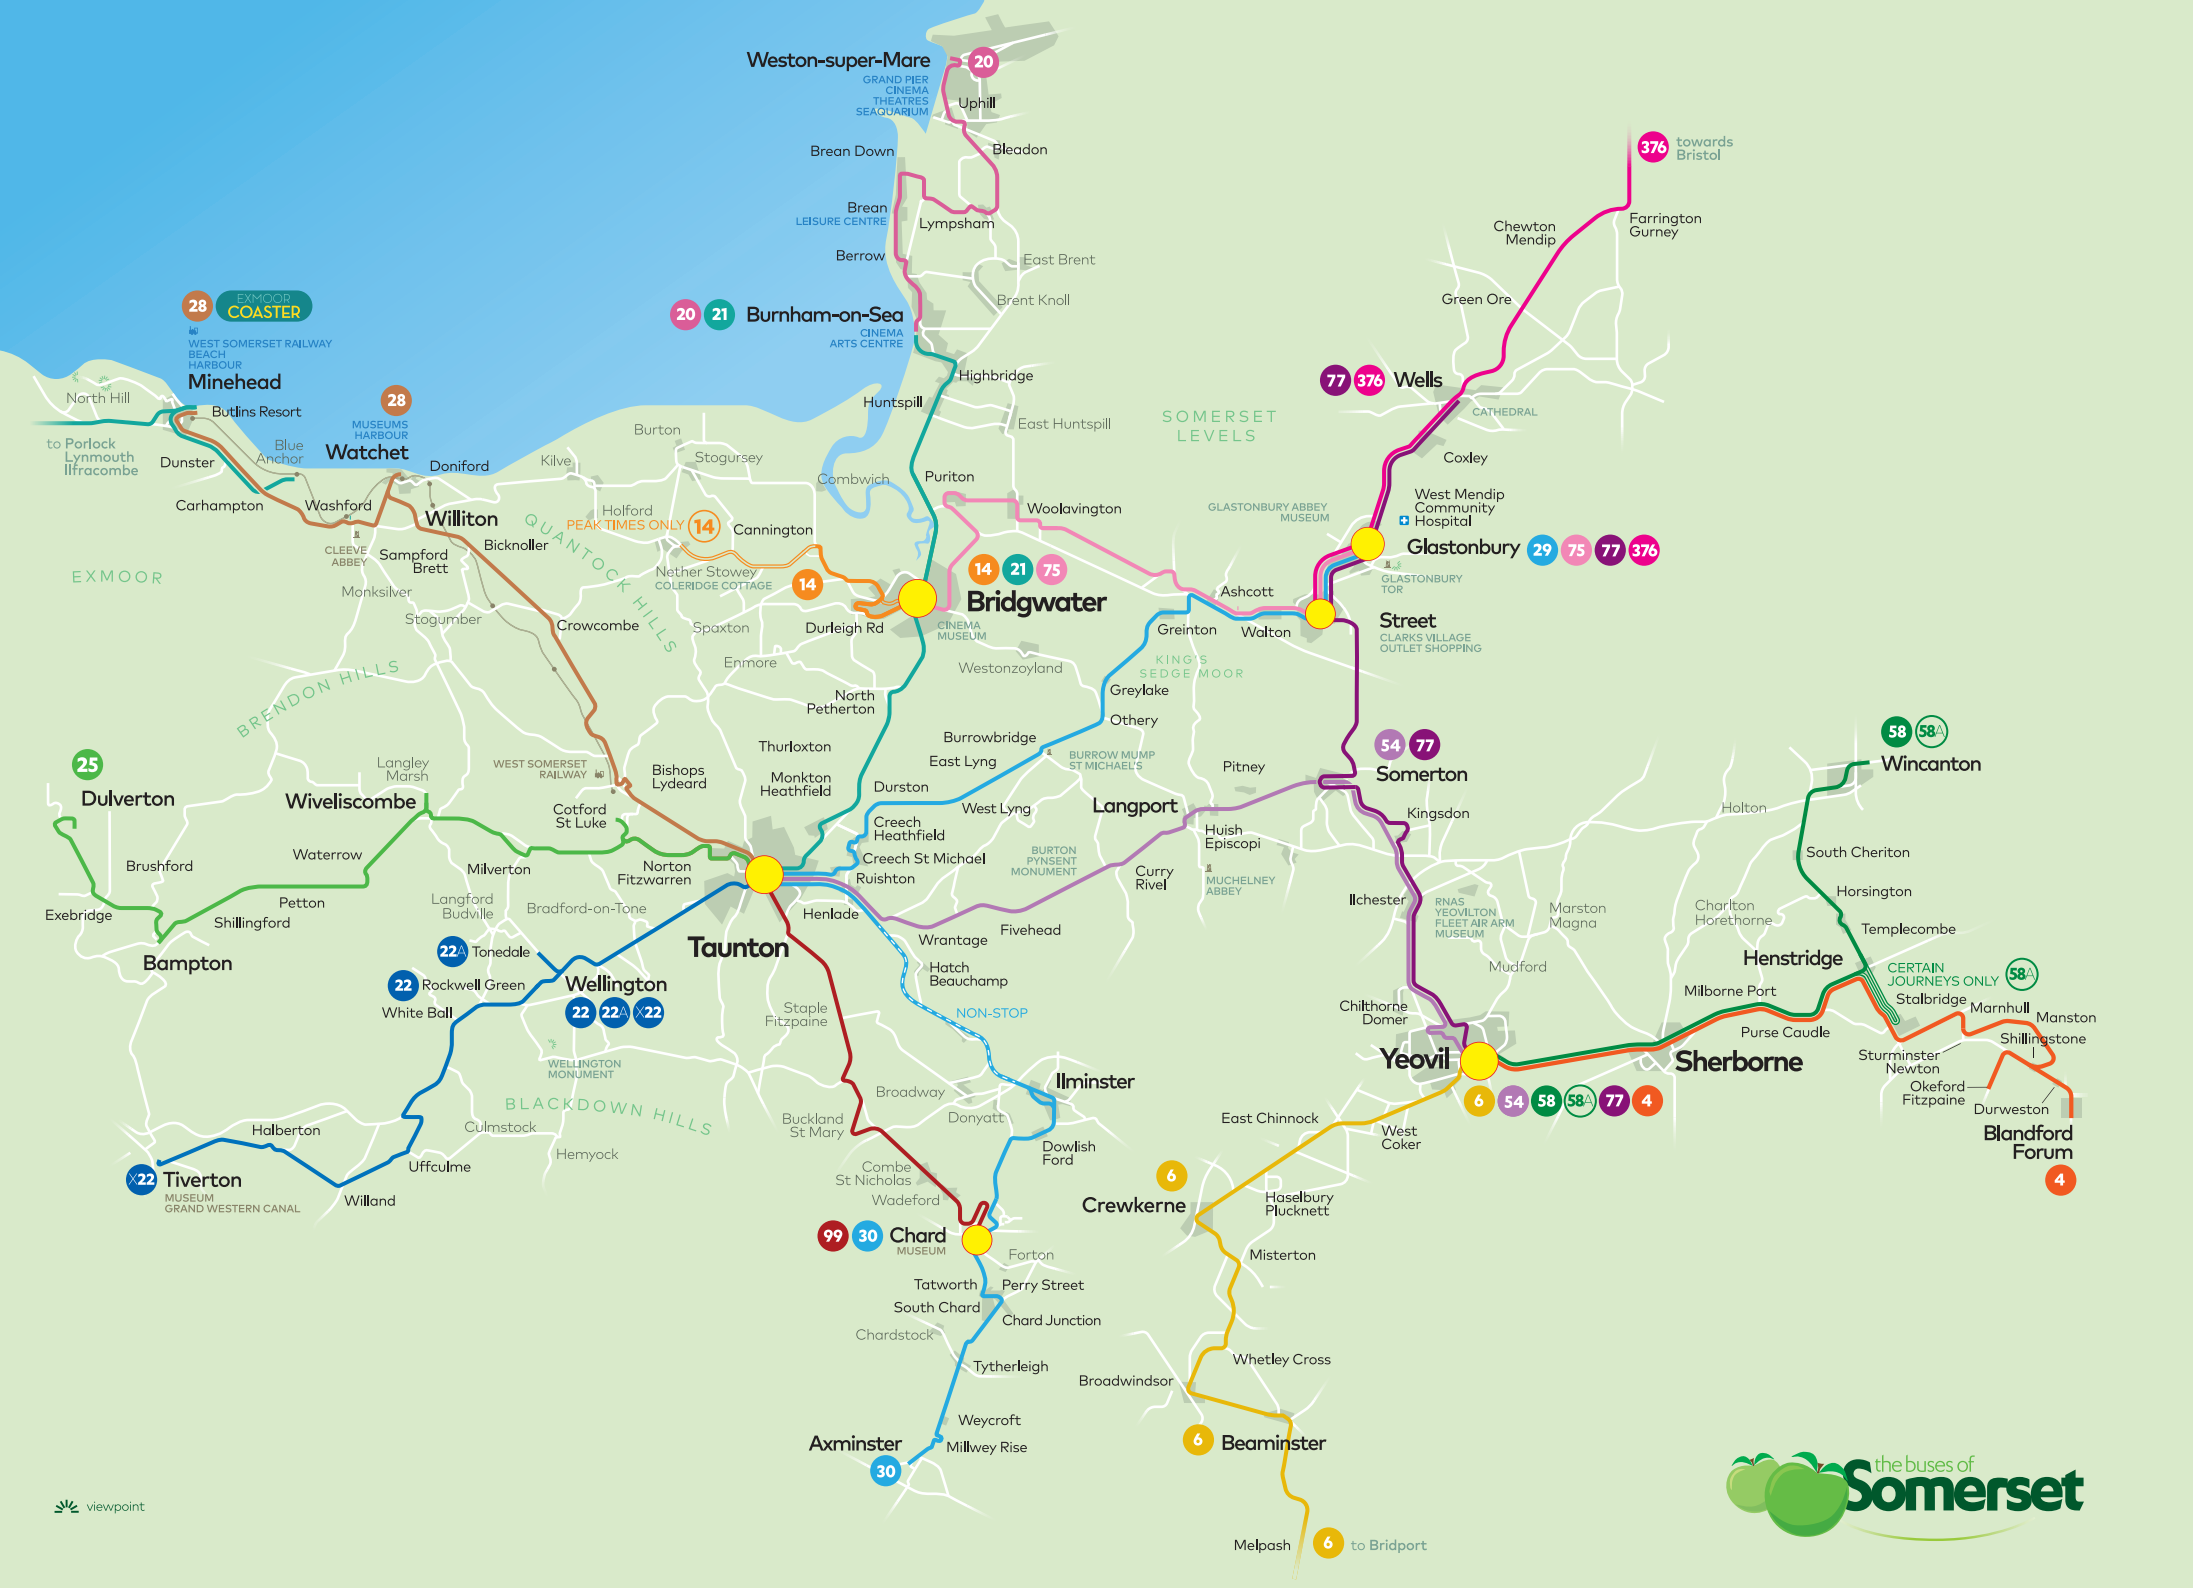 Weston-super-Mare
20
GRAND PIER
CINEMA
THEATRES
SEAQUARIUM
Uphill
Brean Down
Bleadon
376
towards
Bristol
Brean
LEISURE CENTRE
Lympsham
Chewton
Mendip
Farrington
Gurney
Berrow
East Brent
Brent Knoll
Green Ore
28
EXMOOR
COASTER
20
21
Burnham-on-Sea
CINEMA
ARTS CENTRE
WEST SOMERSET RAILWAY
BEACH
HARBOUR
Minehead
North Hill
Butlins Resort
28
MUSEUMS
HARBOUR
Watchet
Highbridge
Huntspill
East Huntspill
77
376
Wells
CATHEDRAL
SOMERSET
LEVELS
to Porlock
Lynmouth
Ilfracombe
Dunster
Blue
Anchor
Doniford
Burton
Kilve
Stogursey
Combwich
Puriton
Coxley
Carhampton
Washford
Williton
QUANTOCK HILLS
Holford
PEAK TIMES ONLY
14
Cannington
Woolavington
GLASTONBURY ABBEY
MUSEUM
West Mendip
Community
Hospital
CLEEVE
ABBEY
Sampford
Brett
Bicknoller
Glastonbury
29
75
77
376
EXMOOR
Monksilver
Stogumber
Nether Stowey
COLERIDGE COTTAGE
14
14
21
75
Bridgwater
CINEMA
MUSEUM
GLASTONBURY
TOR
Ashcott
Crowcombe
Spaxton
Durleigh Rd
Greinton
Walton
Street
CLARKS VILLAGE
OUTLET SHOPPING
BRENDON HILLS
Enmore
Westonzoyland
KING'S
SEDGE MOOR
North
Petherton
Greylake
Othery
25
Dulverton
Langley
Marsh
WEST SOMERSET
RAILWAY
Bishops
Lydeard
Thurloxton
Monkton
Heathfield
Burrowbridge
East Lyng
BURROW MUMP
ST MICHAEL'S
Pitney
54
77
Somerton
58
58A
Wincanton
Wiveliscombe
Cotford
St Luke
Durston
West Lyng
Langport
Kingsdon
Holton
Creech
Heathfield
Huish
Episcopi
Waterrow
Brushford
Milverton
Norton
Fitzwarren
Creech St Michael
BURTON
PYNSENT
MONUMENT
South Cheriton
Ruishton
Curry
Rivel
MUCHELNEY
ABBEY
Petton
Langford
Budville
Bradford-on-Tone
Exebridge
Shillingford
Henlade
Ilchester
RNAS
YEOVILTON
FLEET AIR ARM
MUSEUM
Marston
Magna
Charlton
Horethorne
Horsington
Wrantage
Fivehead
Templecombe
Bampton
22A
Tonedale
Taunton
Hatch
Beauchamp
Mudford
Henstridge
CERTAIN
JOURNEYS ONLY
58A
22
Rockwell Green
Wellington
22
22A
X22
White Ball
Staple
Fitzpaine
NON-STOP
Chilthorne
Domer
Milborne Port
Purse Caudle
Stalbridge
Marnhull
Manston
Shillingstone
WELLINGTON
MONUMENT
Yeovil
Sherborne
Sturminster
Newton
BLACKDOWN HILLS
Broadway
Ilminster
Donyatt
6
54
58
58A
77
4
Okeford
Fitzpaine
Durweston
Halberton
Culmstock
Buckland
St Mary
East Chinnock
West
Coker
Blandford
Forum
4
Hemyock
Dowlish
Ford
X22
Tiverton
MUSEUM
GRAND WESTERN CANAL
Uffculme
Willand
Combe
St Nicholas
Wadeford
6
Crewkerne
Haselbury
Plucknett
99
30
Chard
MUSEUM
Forton
Misterton
Tatworth
Perry Street
South Chard
Chard Junction
Chardstock
Tytherleigh
Whetley Cross
Broadwindsor
Weycroft
Axminster
Millwey Rise
30
6
Beaminster
viewpoint
Melpash
6
to Bridport
the buses of
Somerset